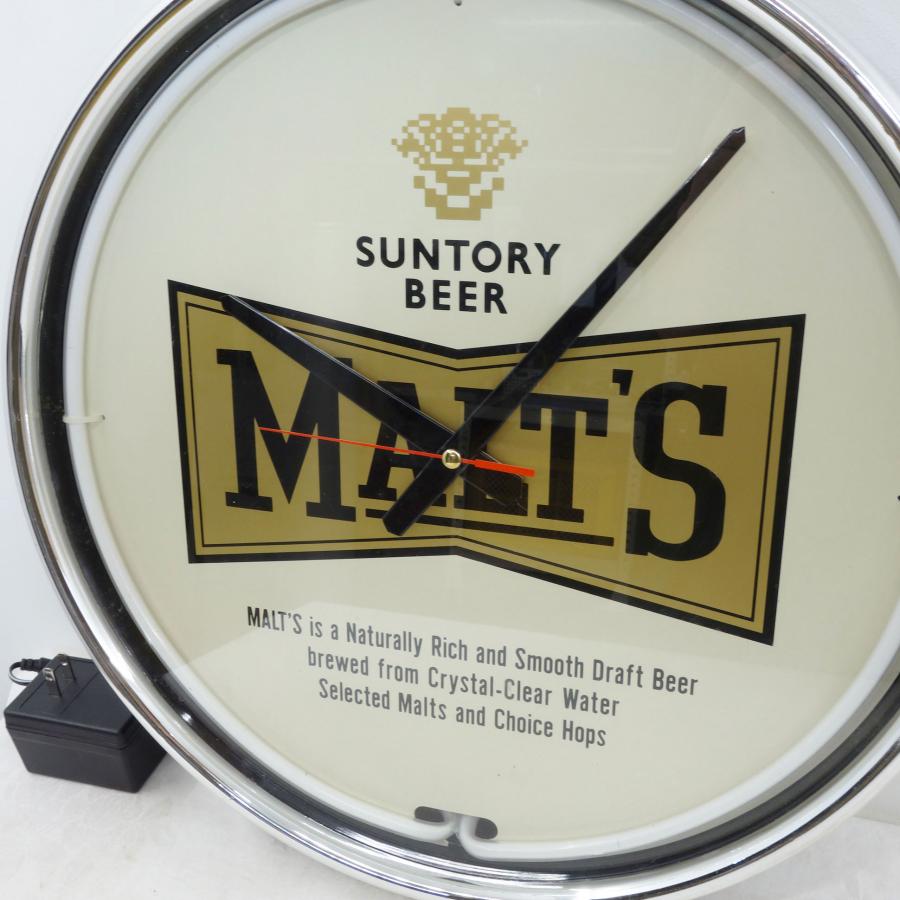 SUNTORY
BEER
MALT'S
MALT'S is a Naturally Rich and Smooth Draft Beer
brewed from Crystal-Clear Water
Selected Malts and Choice Hops